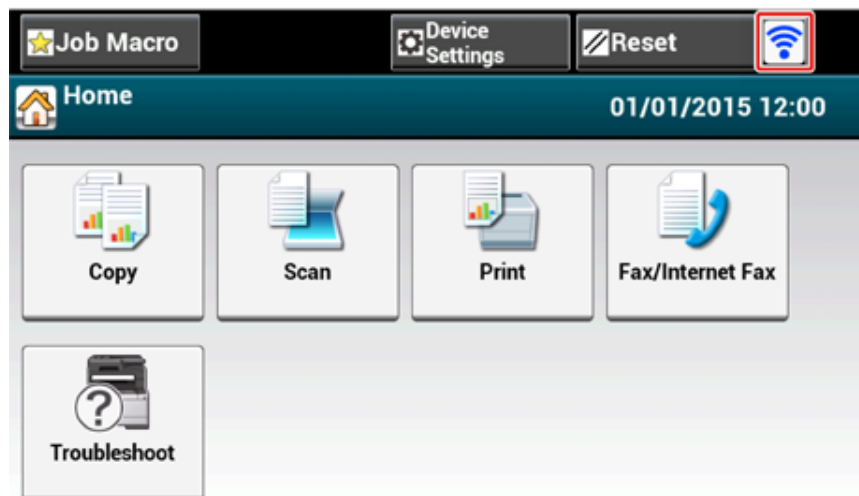 Job Macro
Device
Settings
Reset
Home
01/01/2015 12:00
Copy
Scan
Print
Fax/Internet Fax
Troubleshoot